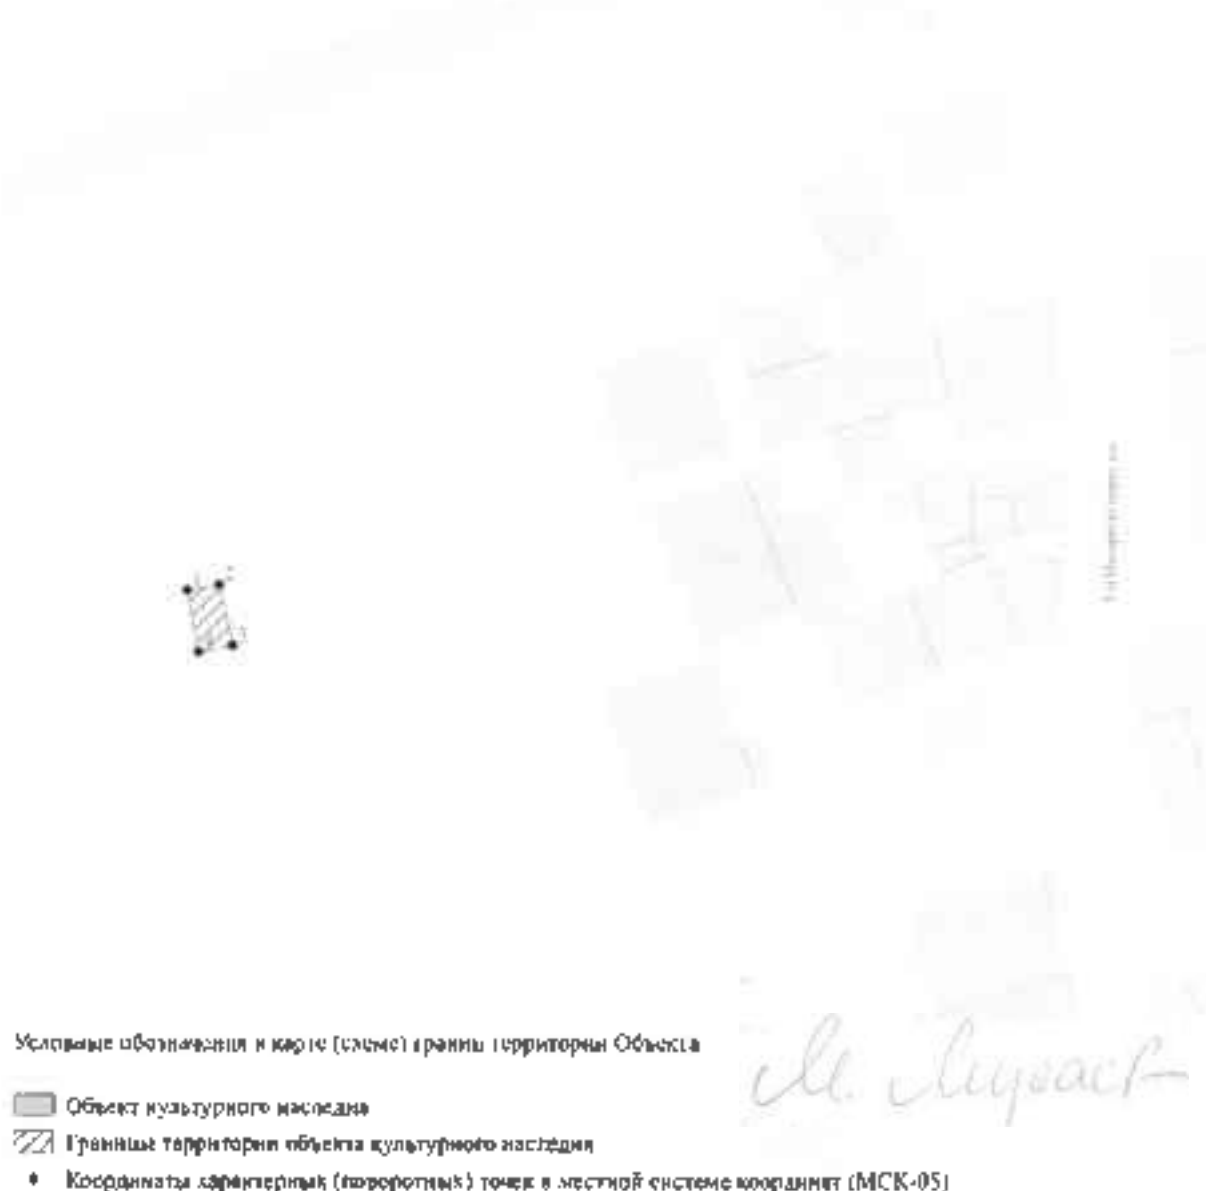 Условные обозначения к карте (схеме) границ территории Объекта
Объект культурного наследия
Границы территории объекта культурного наследия
Координаты характерных (поворотных) точек в местной системе координат (МСК-05)